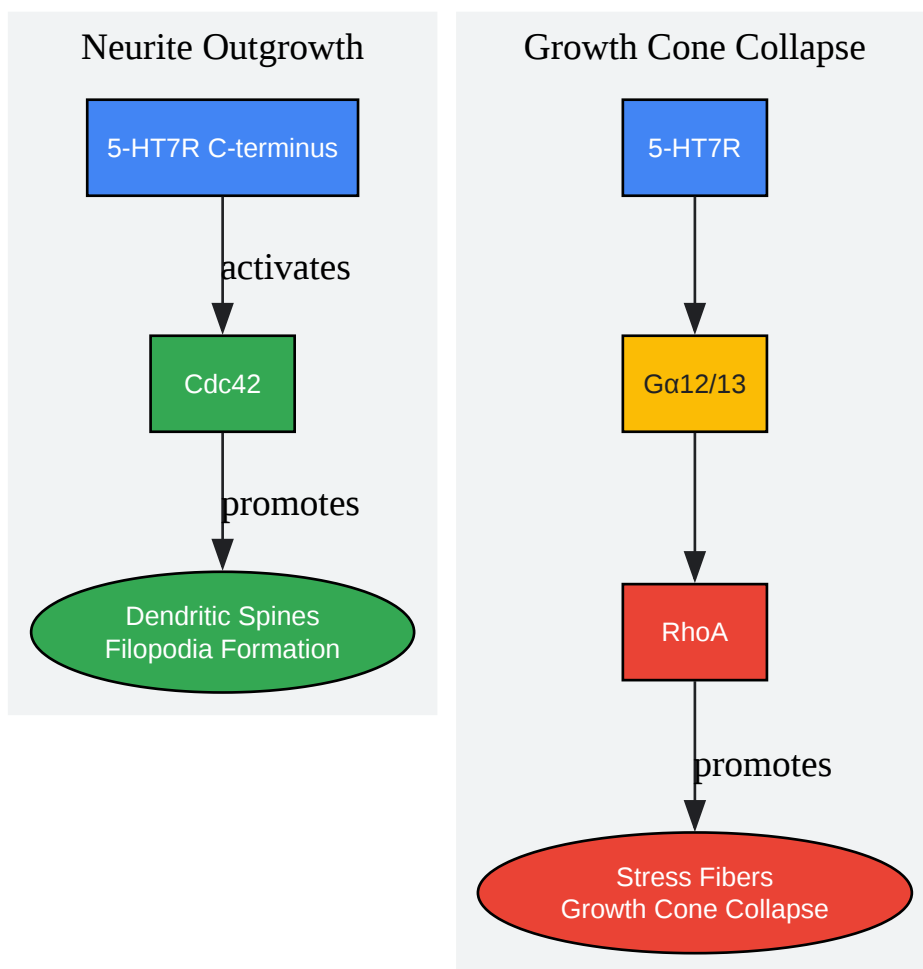 Neurite Outgrowth
5-HT7R C-terminus
activates
Cdc42
promotes
Dendritic Spines
Filopodia Formation
Growth Cone Collapse
5-HT7R
Gα12/13
RhoA
promotes
Stress Fibers
Growth Cone Collapse